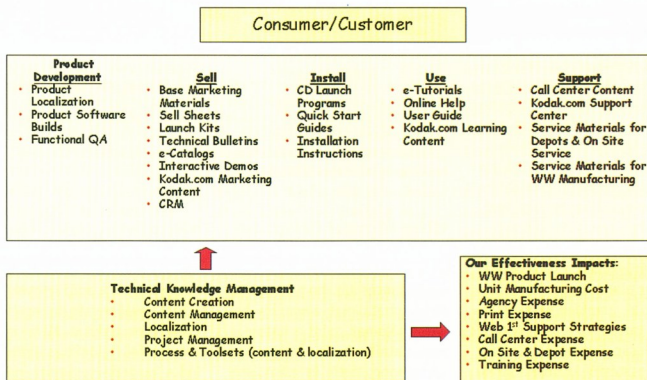 Consumer/Customer
Product
Development
• Product
Localization
• Product Software
Builds
• Functional QA
Sell
• Base Marketing
Materials
• Sell Sheets
• Launch Kits
• Technical Bulletins
• e-Catalogs
• Interactive Demos
• Kodak.com Marketing
Content
• CRM
Install
• CD Launch
Programs
• Quick Start
Guides
• Installation
Instructions
Use
• e-Tutorials
• Online Help
• User Guide
• Kodak.com Learning
Content
Support
• Call Center Content
• Kodak.com Support
Center
• Service Materials for
Depots & On Site
Service
• Service Materials for
WW Manufacturing
Technical Knowledge Management
• Content Creation
• Content Management
• Localization
• Project Management
• Process & Toolsets (content & localization)
Our Effectiveness Impacts:
• WW Product Launch
• Unit Manufacturing Cost
• Agency Expense
• Print Expense
• Web 1st Support Strategies
• Call Center Expense
• On Site & Depot Expense
• Training Expense